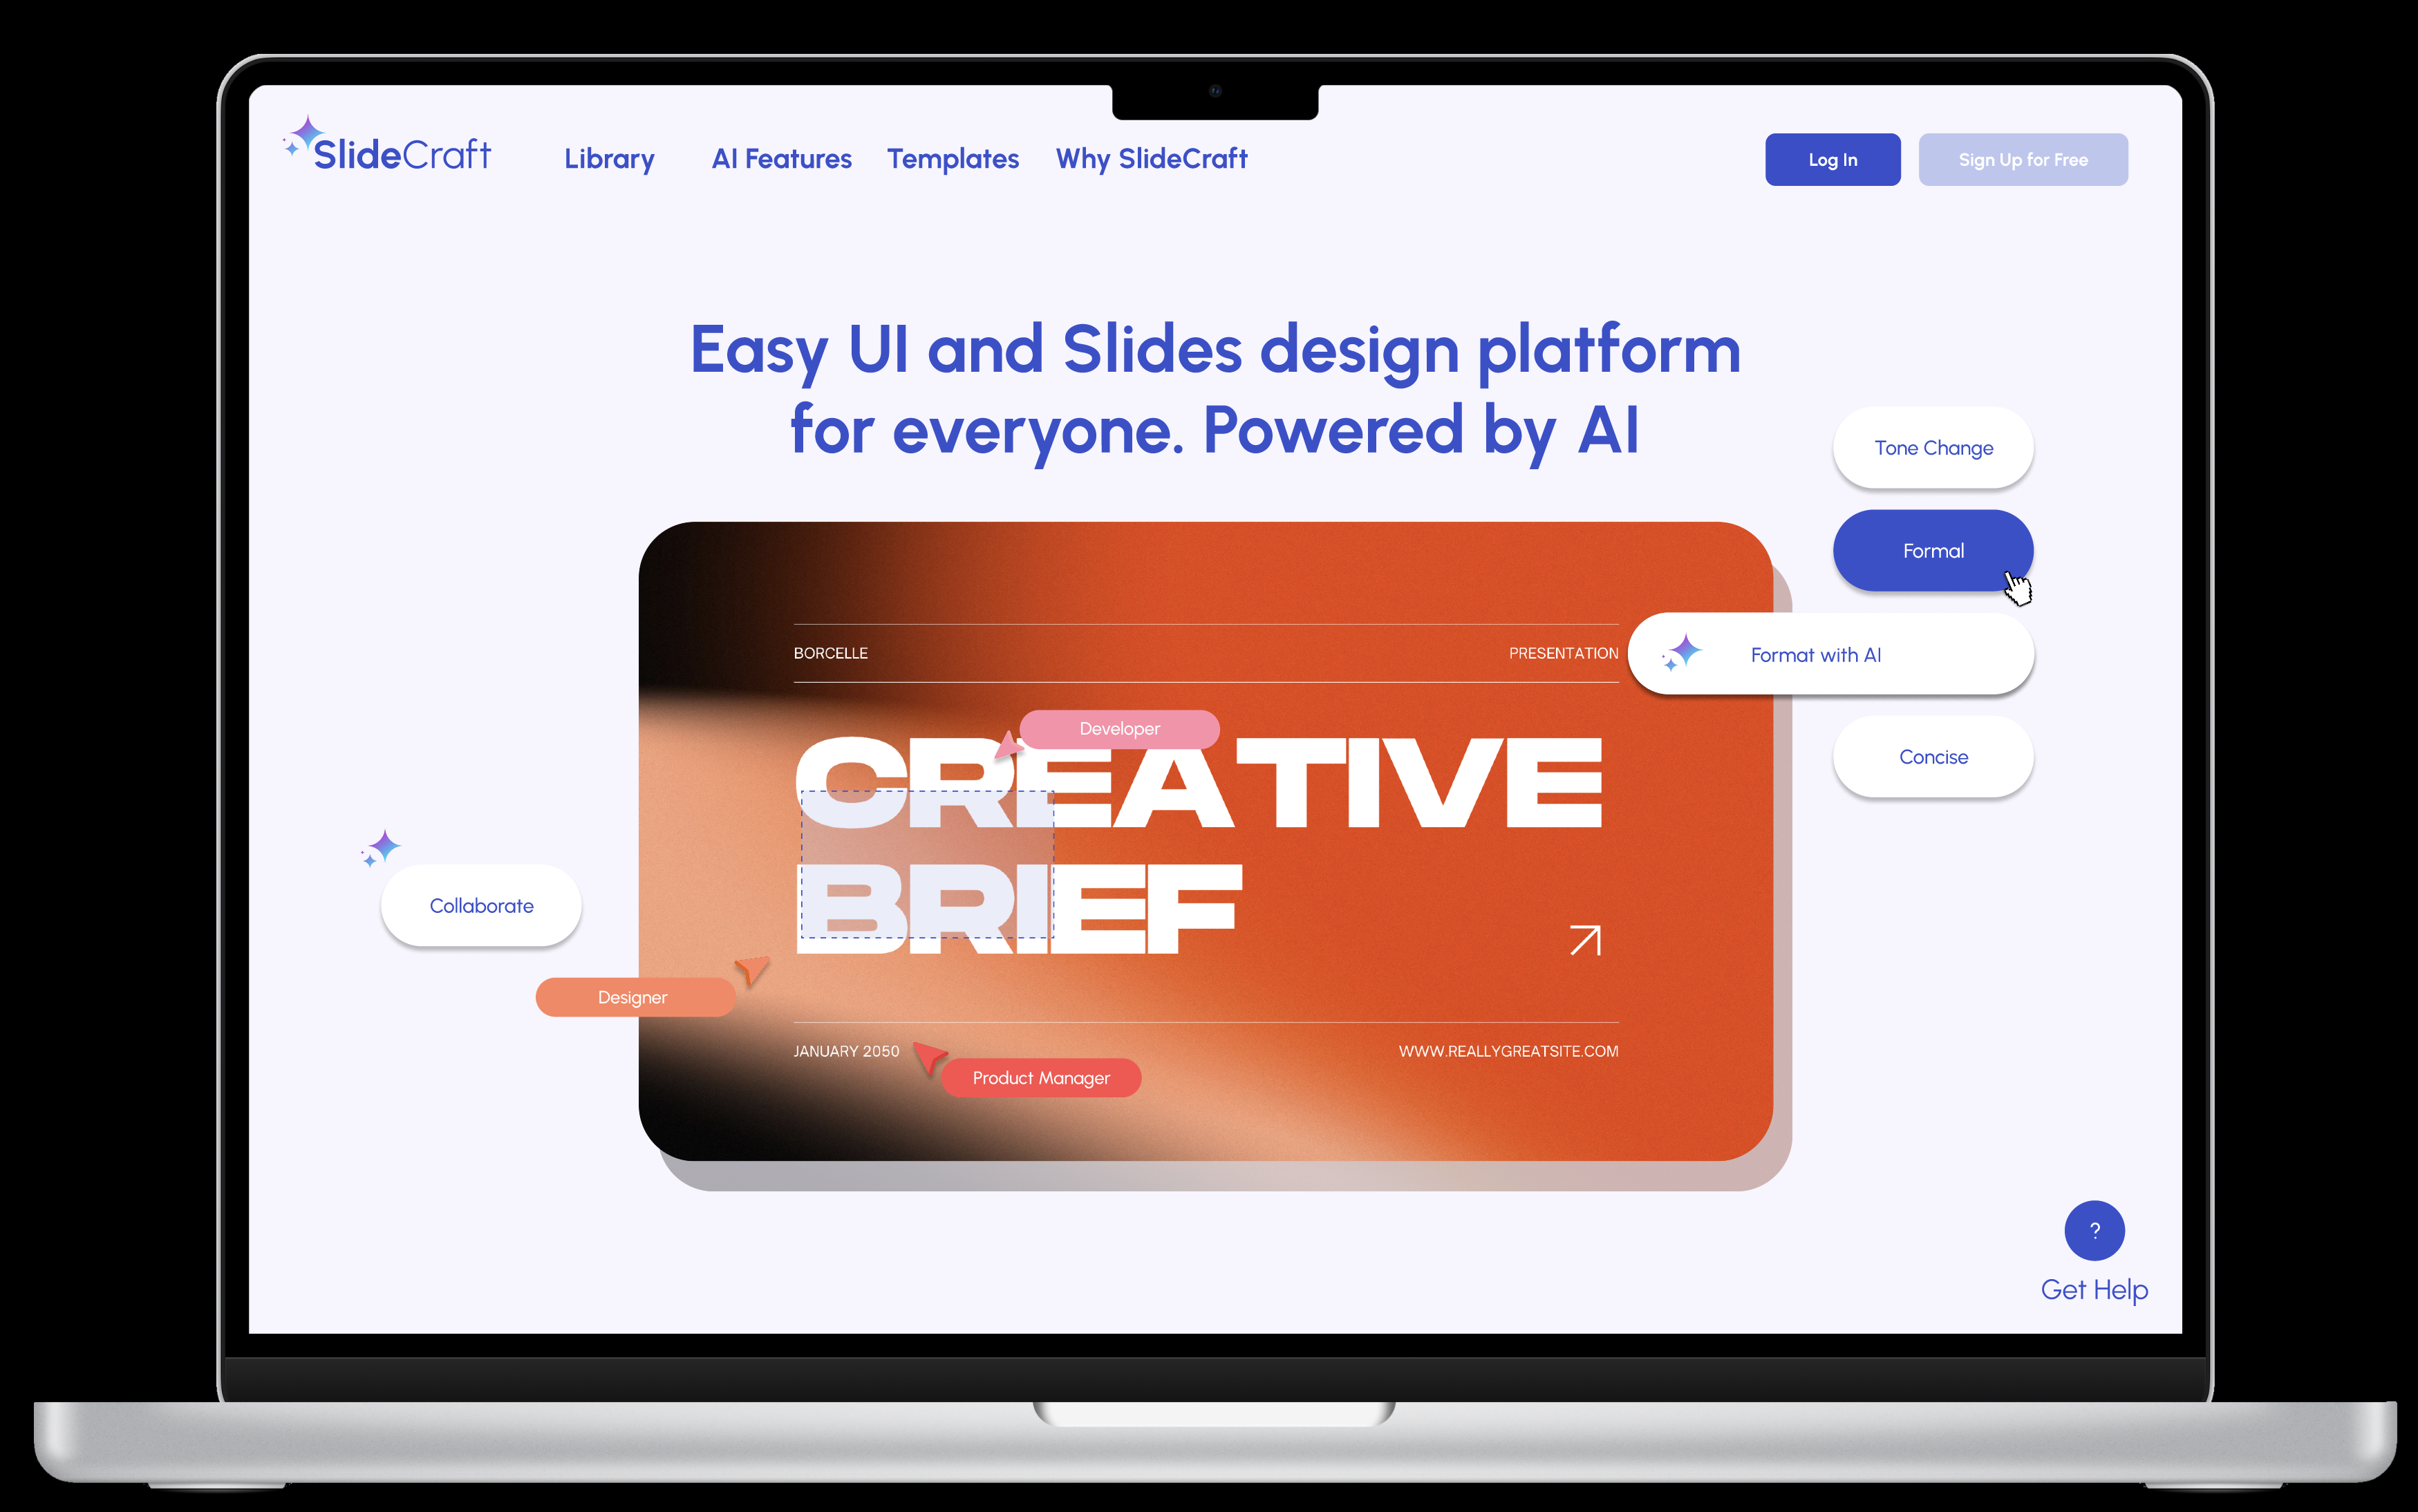 SlideCraft
Library
AI Features
Templates
Why SlideCraft
Log In
Sign Up for Free
Easy UI and Slides design platform
for everyone. Powered by AI
Tone Change
Formal
Format with AI
Concise
BORCELLE
PRESENTATION
Developer
CREATIVE
BRIEF
Collaborate
Designer
JANUARY 2050
WWW.REALLYGREATSITE.COM
Product Manager
?
Get Help